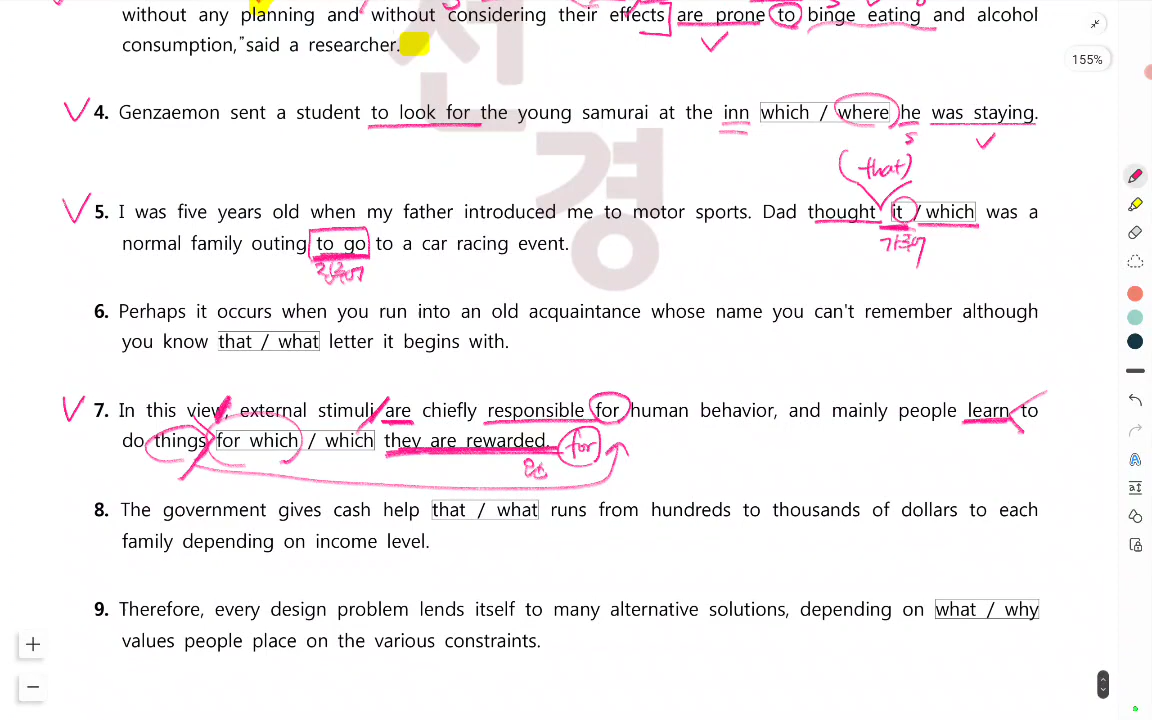 without any planning and without considering their effects are prone to binge eating and alcohol
consumption," said a researcher.
155%
선경
4. Genzaemon sent a student to look for the young samurai at the inn which / where he was staying.
s
(that)
5. I was five years old when my father introduced me to motor sports. Dad thought it / which was a
가주어
normal family outing to go to a car racing event.
진주어
6. Perhaps it occurs when you run into an old acquaintance whose name you can't remember although
you know that / what letter it begins with.
7. In this view, external stimuli are chiefly responsible for human behavior, and mainly people learn to
do things for which / which they are rewarded. for
완
8. The government gives cash help that / what runs from hundreds to thousands of dollars to each
family depending on income level.
9. Therefore, every design problem lends itself to many alternative solutions, depending on what / why
values people place on the various constraints.